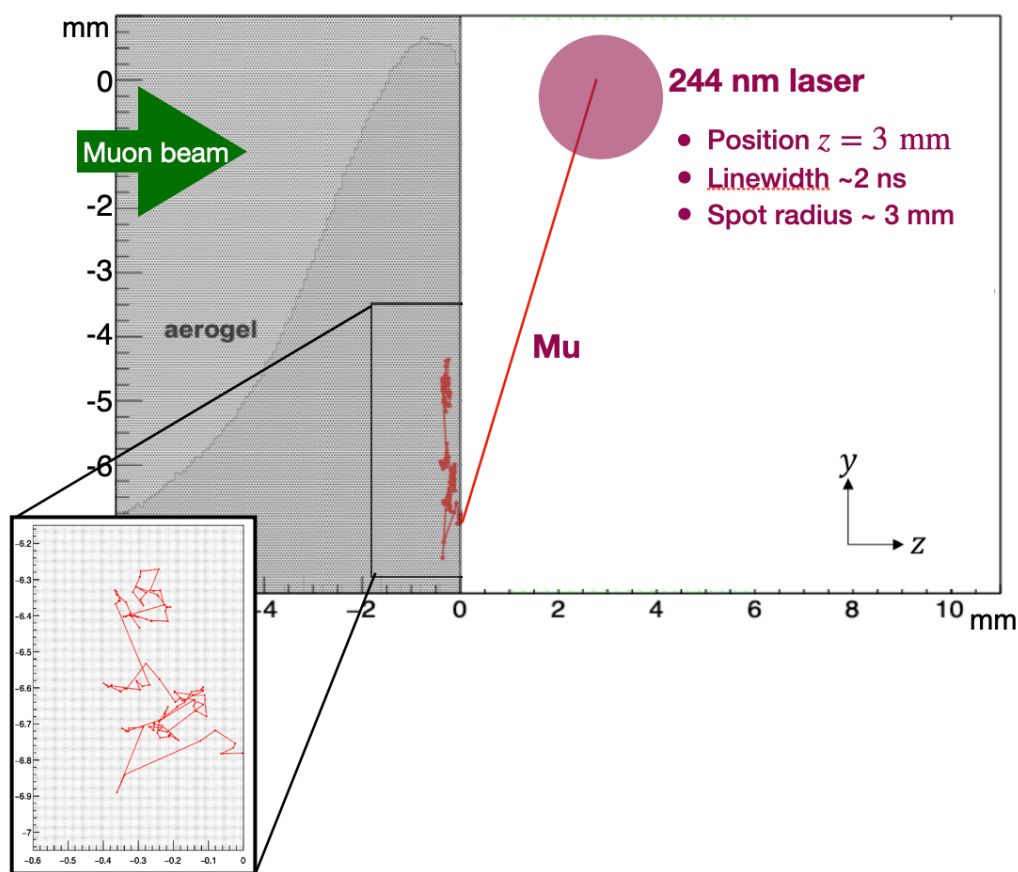 mm
0
Muon beam
-2
-3
-4
-5
-6
aerogel
244 nm laser
• Position z = 3 mm
• Linewidth ~2 ns
• Spot radius ~ 3 mm
Mu
y
z
-4
-2
0
2
4
6
8
10
mm
-6.2
-6.3
-6.4
-6.5
-6.6
-6.7
-6.8
-6.9
-7
-0.6
-0.5
-0.4
-0.3
-0.2
-0.1
0